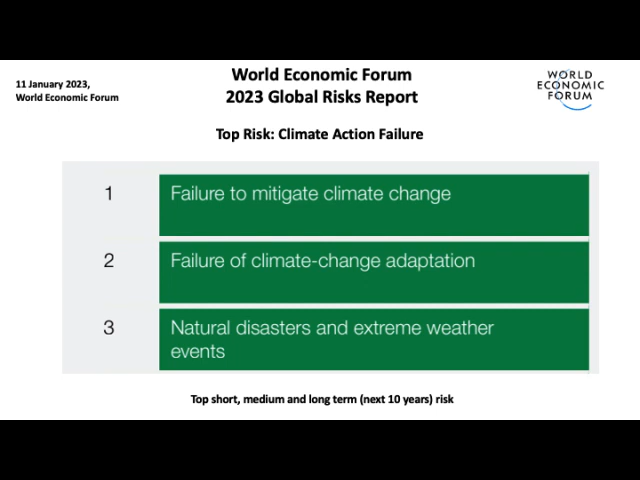 11 January 2023,
World Economic Forum
World Economic Forum
2023 Global Risks Report
WORLD
ECONOMIC
FORUM
Top Risk: Climate Action Failure
1 Failure to mitigate climate change
2 Failure of climate-change adaptation
3 Natural disasters and extreme weather
events
Top short, medium and long term (next 10 years) risk